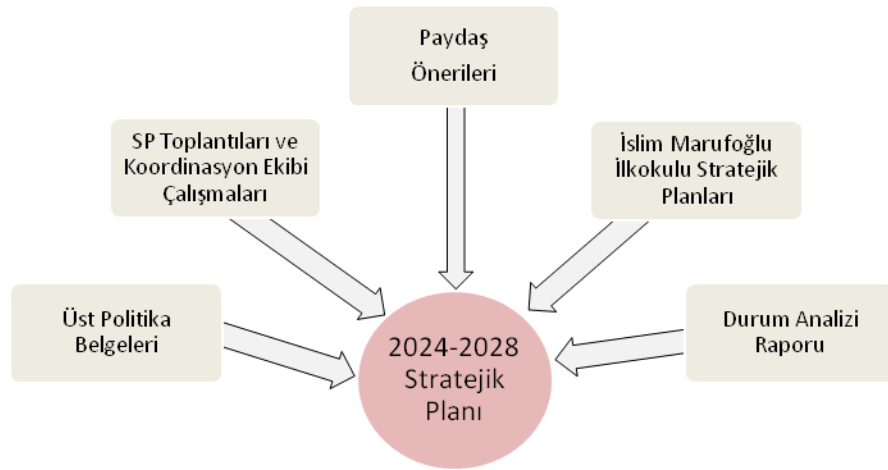 Paydaş
Önerileri
SP Toplantıları ve
Koordinasyon Ekibi
Çalışmaları
İslim Marufoğlu
İlkokulu Stratejik
Planları
Üst Politika
Belgeleri
Durum Analizi
Raporu
2024-2028
Stratejik
Planı